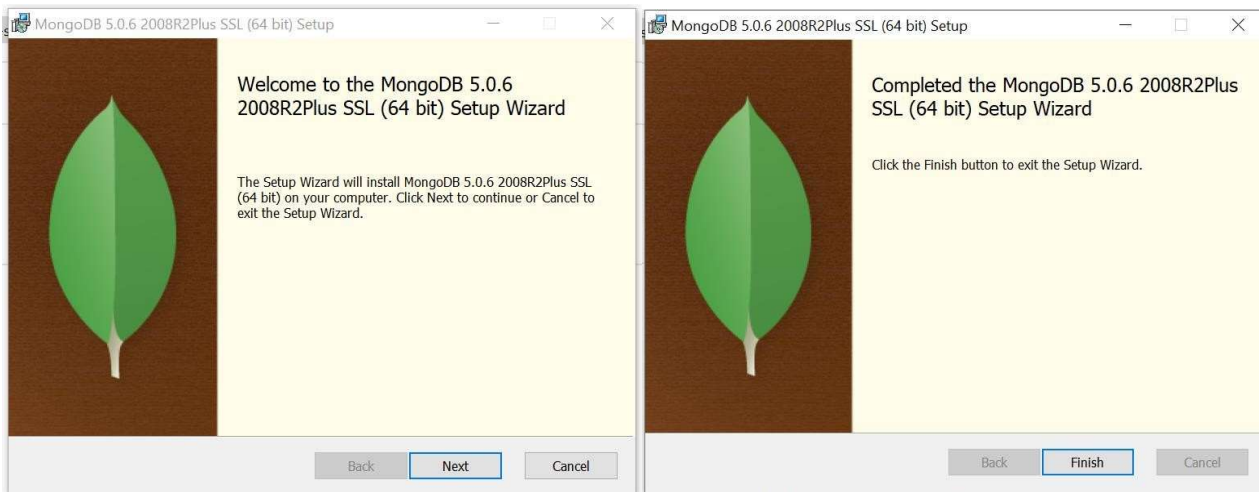 MongoDB 5.0.6 2008R2Plus SSL (64 bit) Setup
Welcome to the MongoDB 5.0.6
2008R2Plus SSL (64 bit) Setup Wizard
The Setup Wizard will install MongoDB 5.0.6 2008R2Plus SSL
(64 bit) on your computer. Click Next to continue or Cancel to
exit the Setup Wizard.
Back Next Cancel
MongoDB 5.0.6 2008R2Plus SSL (64 bit) Setup
Completed the MongoDB 5.0.6 2008R2Plus
SSL (64 bit) Setup Wizard
Click the Finish button to exit the Setup Wizard.
Back Finish Cancel